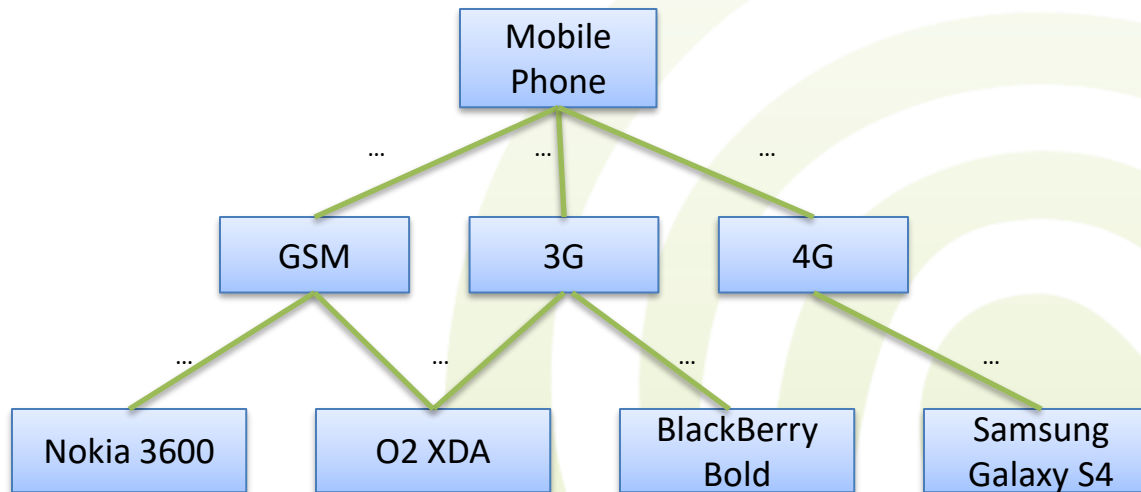 Mobile
Phone
... ... ...
GSM 3G 4G
... ... ... ...
Nokia 3600 O2 XDA BlackBerry
Bold Samsung
Galaxy S4